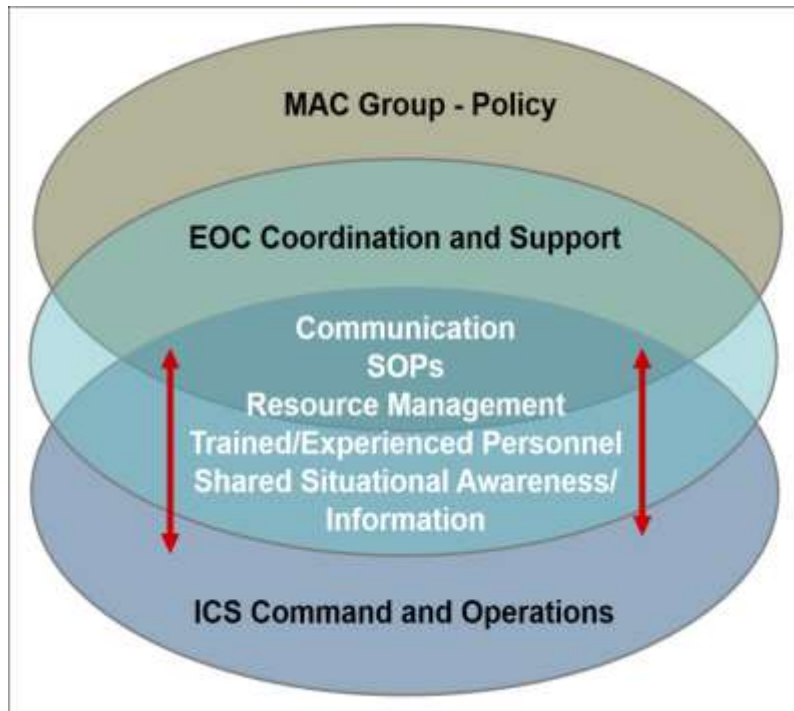 MAC Group - Policy
EOC Coordination and Support
Communication
SOPs
Resource Management
Trained/Experienced Personnel
Shared Situational Awareness/
Information
ICS Command and Operations